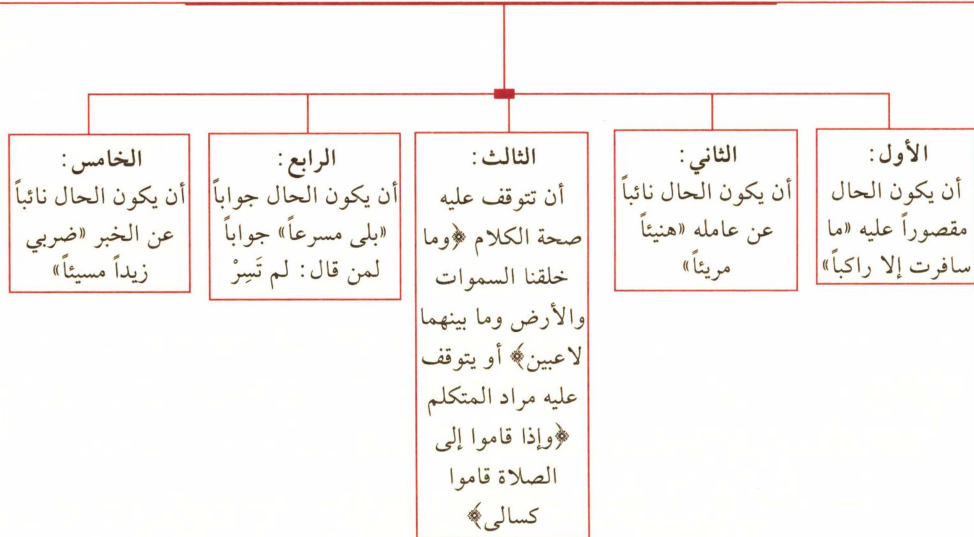 الأول:
أن يكون الحال
مقصوراً عليه «ما
سافرت إلا راكباً»
الثاني:
أن يكون الحال نائباً
عن عامله «هنيئاً
مريئاً»
الثالث:
أن تتوقف عليه
صحة الكلام ﴿وما
خلقنا السموات
والأرض وما بينهما
لاعبين﴾ أو يتوقف
عليه مراد المتكلم
﴿وإذا قاموا إلى
الصلاة قاموا
كسالى﴾
الرابع:
أن يكون الحال جواباً
«بلى مسرعاً» جواباً
لمن قال: لم تَسِرْ
الخامس:
أن يكون الحال نائباً
عن الخبر «ضربي
زيداً مسيئاً»